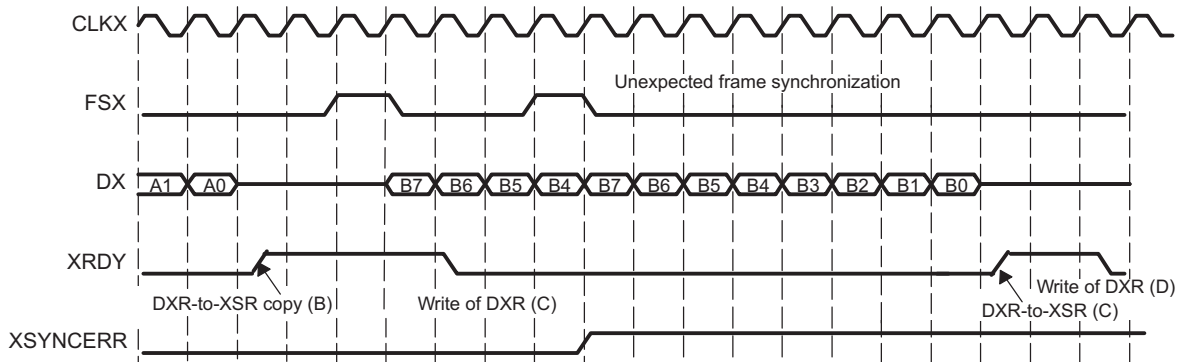 CLKX
Unexpected frame synchronization
FSX
DX
A1 A0 B7 B6 B5 B4 B7 B6 B5 B4 B3 B2 B1 B0
XRDY
DXR-to-XSR copy (B)
Write of DXR (C)
Write of DXR (D)
DXR-to-XSR (C)
XSYNCERR